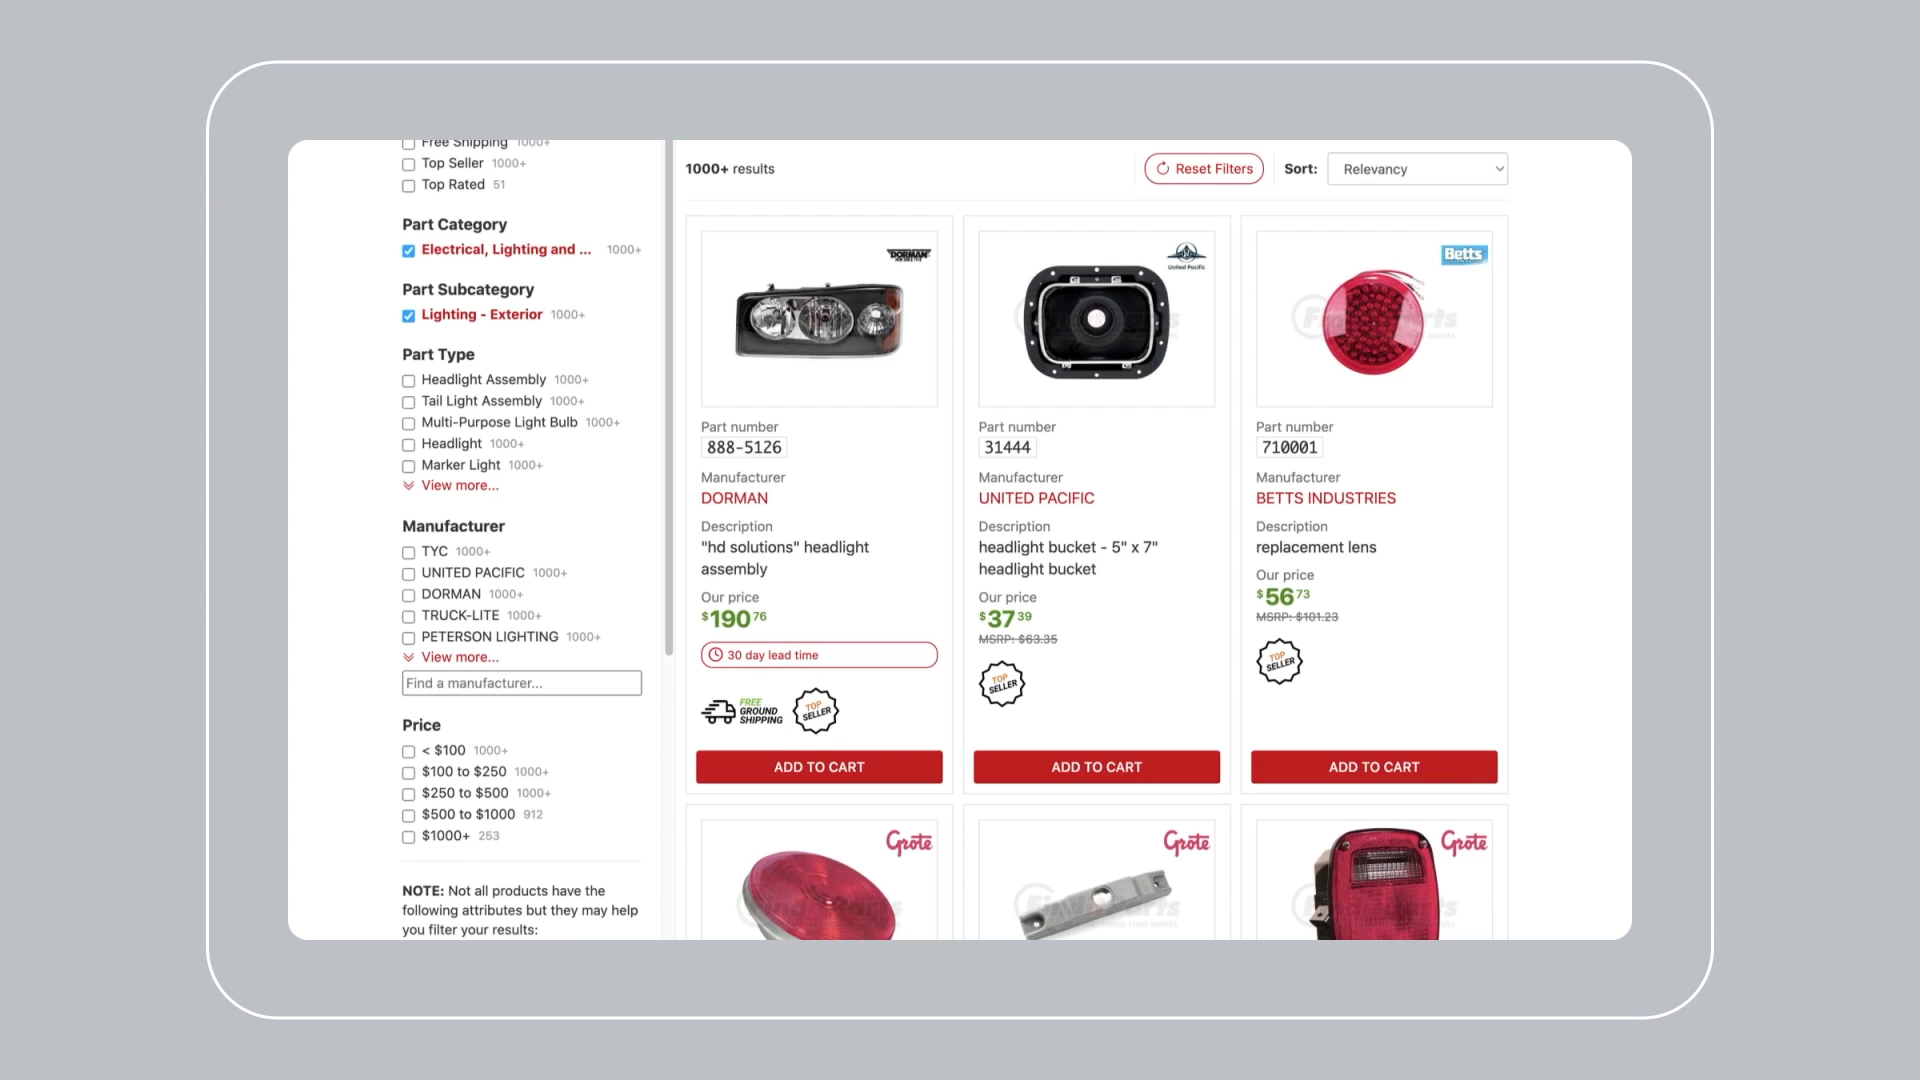 Free Shipping 1000+
Top Seller 1000+
Top Rated 51
Part Category
Electrical, Lighting and ... 1000+
Part Subcategory
Lighting - Exterior 1000+
Part Type
Headlight Assembly 1000+
Tail Light Assembly 1000+
Multi-Purpose Light Bulb 1000+
Headlight 1000+
Marker Light 1000+
View more...
Manufacturer
TYC 1000+
UNITED PACIFIC 1000+
DORMAN 1000+
TRUCK-LITE 1000+
PETERSON LIGHTING 1000+
View more...
Find a manufacturer...
Price
< $100 1000+
$100 to $250 1000+
$250 to $500 1000+
$500 to $1000 912
$1000+ 253
NOTE: Not all products have the
following attributes but they may help
you filter your results:
1000+ results
Reset Filters
Sort:
Relevancy
DORMAN
Part number
888-5126
Manufacturer
DORMAN
Description
"hd solutions" headlight
assembly
Our price
$190 76
30 day lead time
FREE
GROUND
SHIPPING
TOP
SELLER
ADD TO CART
United Pacific
Part number
31444
Manufacturer
UNITED PACIFIC
Description
headlight bucket - 5" x 7"
headlight bucket
Our price
$37 39
MSRP: $63.35
TOP
SELLER
ADD TO CART
Betts
Part number
710001
Manufacturer
BETTS INDUSTRIES
Description
replacement lens
Our price
$56 73
MSRP: $101.23
TOP
SELLER
ADD TO CART
Grote
Grote
FindItParts
Grote